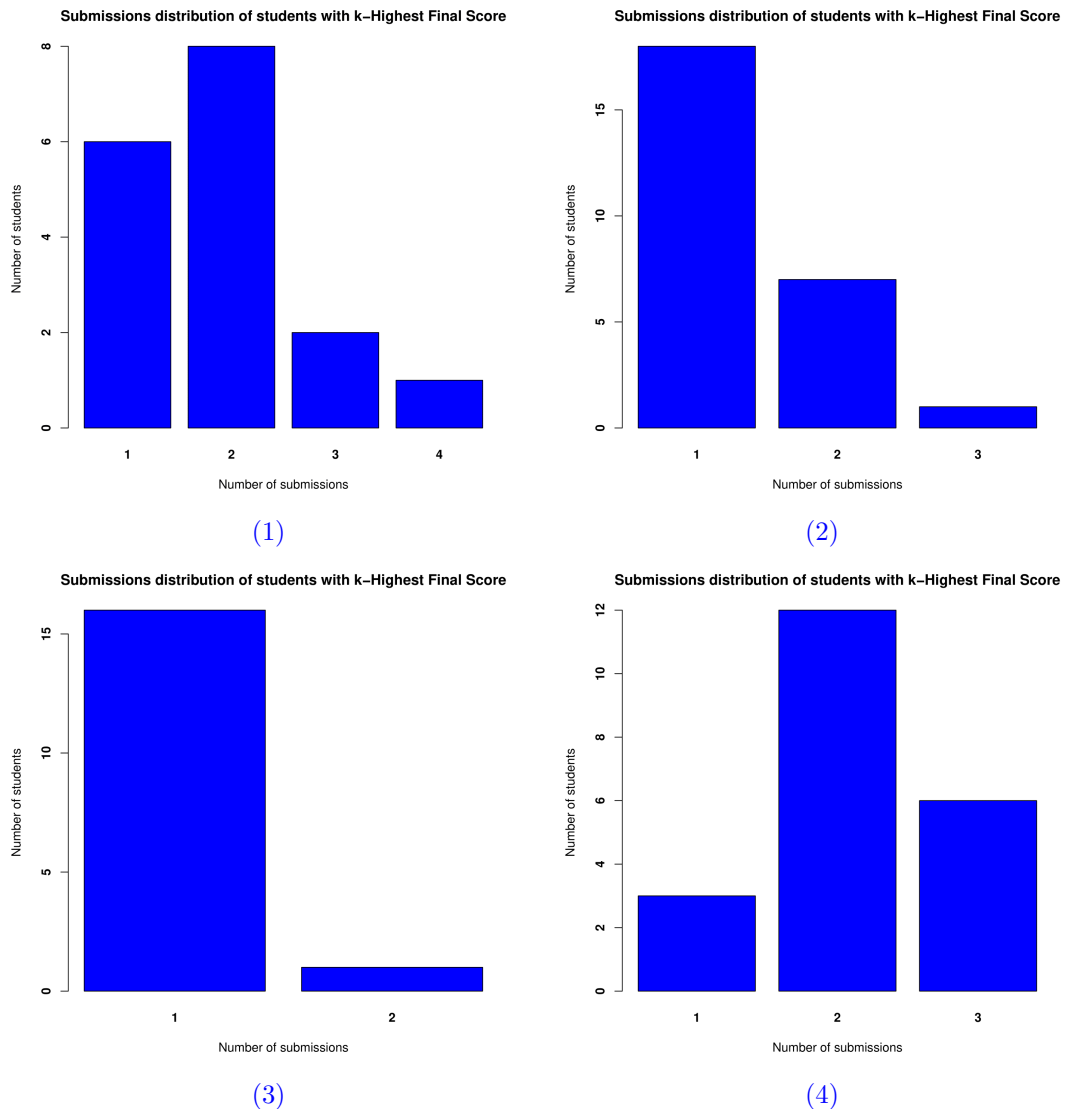 Submissions distribution of students with k−Highest Final Score
Number of students
0
2
4
6
8
1 2 3 4
Number of submissions
(1)
Submissions distribution of students with k−Highest Final Score
Number of students
0
5
10
15
1 2 3
Number of submissions
(2)
Submissions distribution of students with k−Highest Final Score
Number of students
0
5
10
15
1 2
Number of submissions
(3)
Submissions distribution of students with k−Highest Final Score
Number of students
0
2
4
6
8
10
12
1 2 3
Number of submissions
(4)